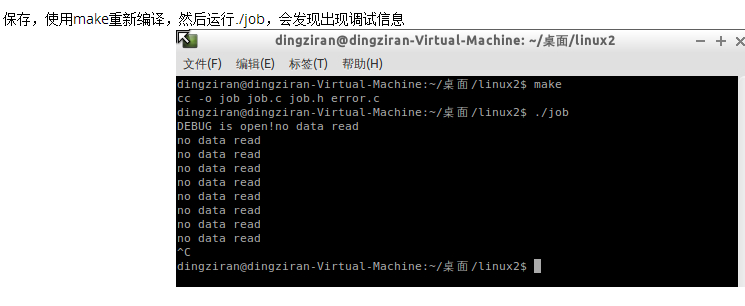 保存，使用make重新编译，然后运行./job，会发现出现调试信息
dingziran@dingziran-Virtual-Machine: ~/桌面/linux2
文件(F) 编辑(E) 标签(T) 帮助(H)
dingziran@dingziran-Virtual-Machine:~/桌面/linux2$ make
cc -o job job.c job.h error.c
dingziran@dingziran-Virtual-Machine:~/桌面/linux2$ ./job
DEBUG is open!no data read
no data read
no data read
no data read
no data read
no data read
no data read
no data read
no data read
^C
dingziran@dingziran-Virtual-Machine:~/桌面/linux2$